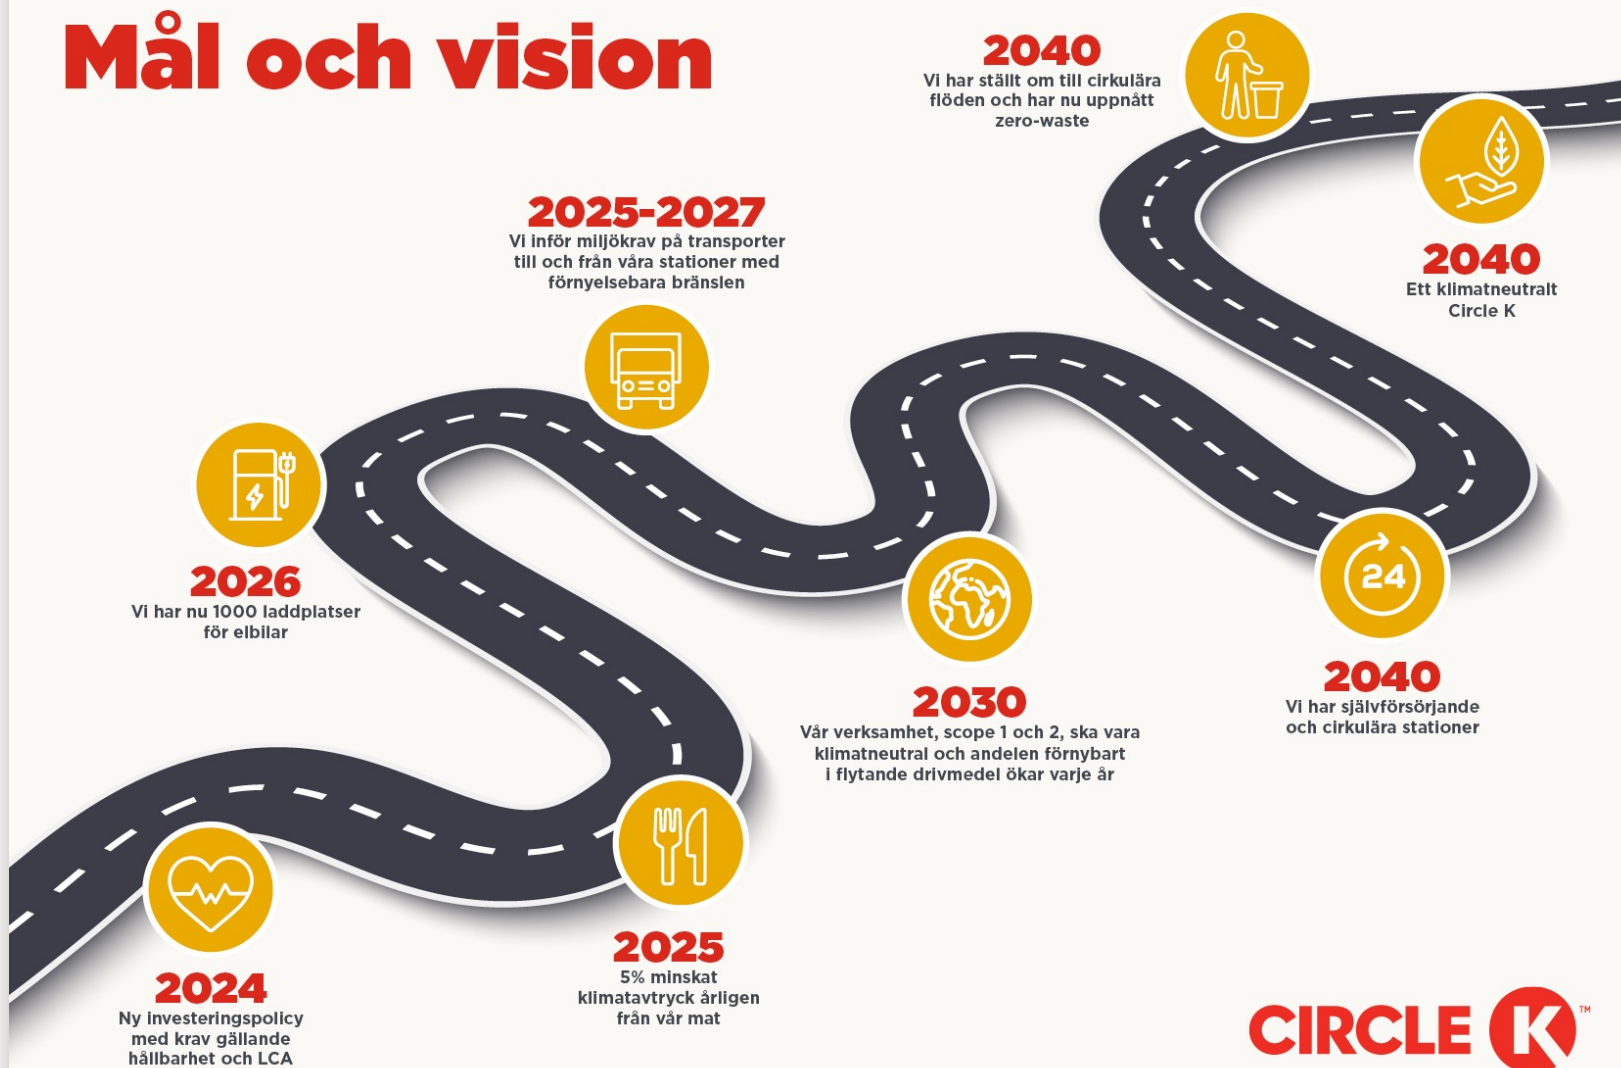 Mål och vision
2040
Vi har ställt om till cirkulära
flöden och har nu uppnått
zero-waste
2040
Ett klimatneutralt
Circle K
2025-2027
Vi inför miljökrav på transporter
till och från våra stationer med
förnyelsebara bränslen
2026
Vi har nu 1000 laddplatser
för elbilar
2030
Vår verksamhet, scope 1 och 2, ska vara
klimatneutral och andelen förnybart
i flytande drivmedel ökar varje år
24
2040
Vi har självförsörjande
och cirkulära stationer
2025
5% minskat
klimatavtryck årligen
från vår mat
2024
Ny investeringspolicy
med krav gällande
hållbarhet och LCA
CIRCLE K™